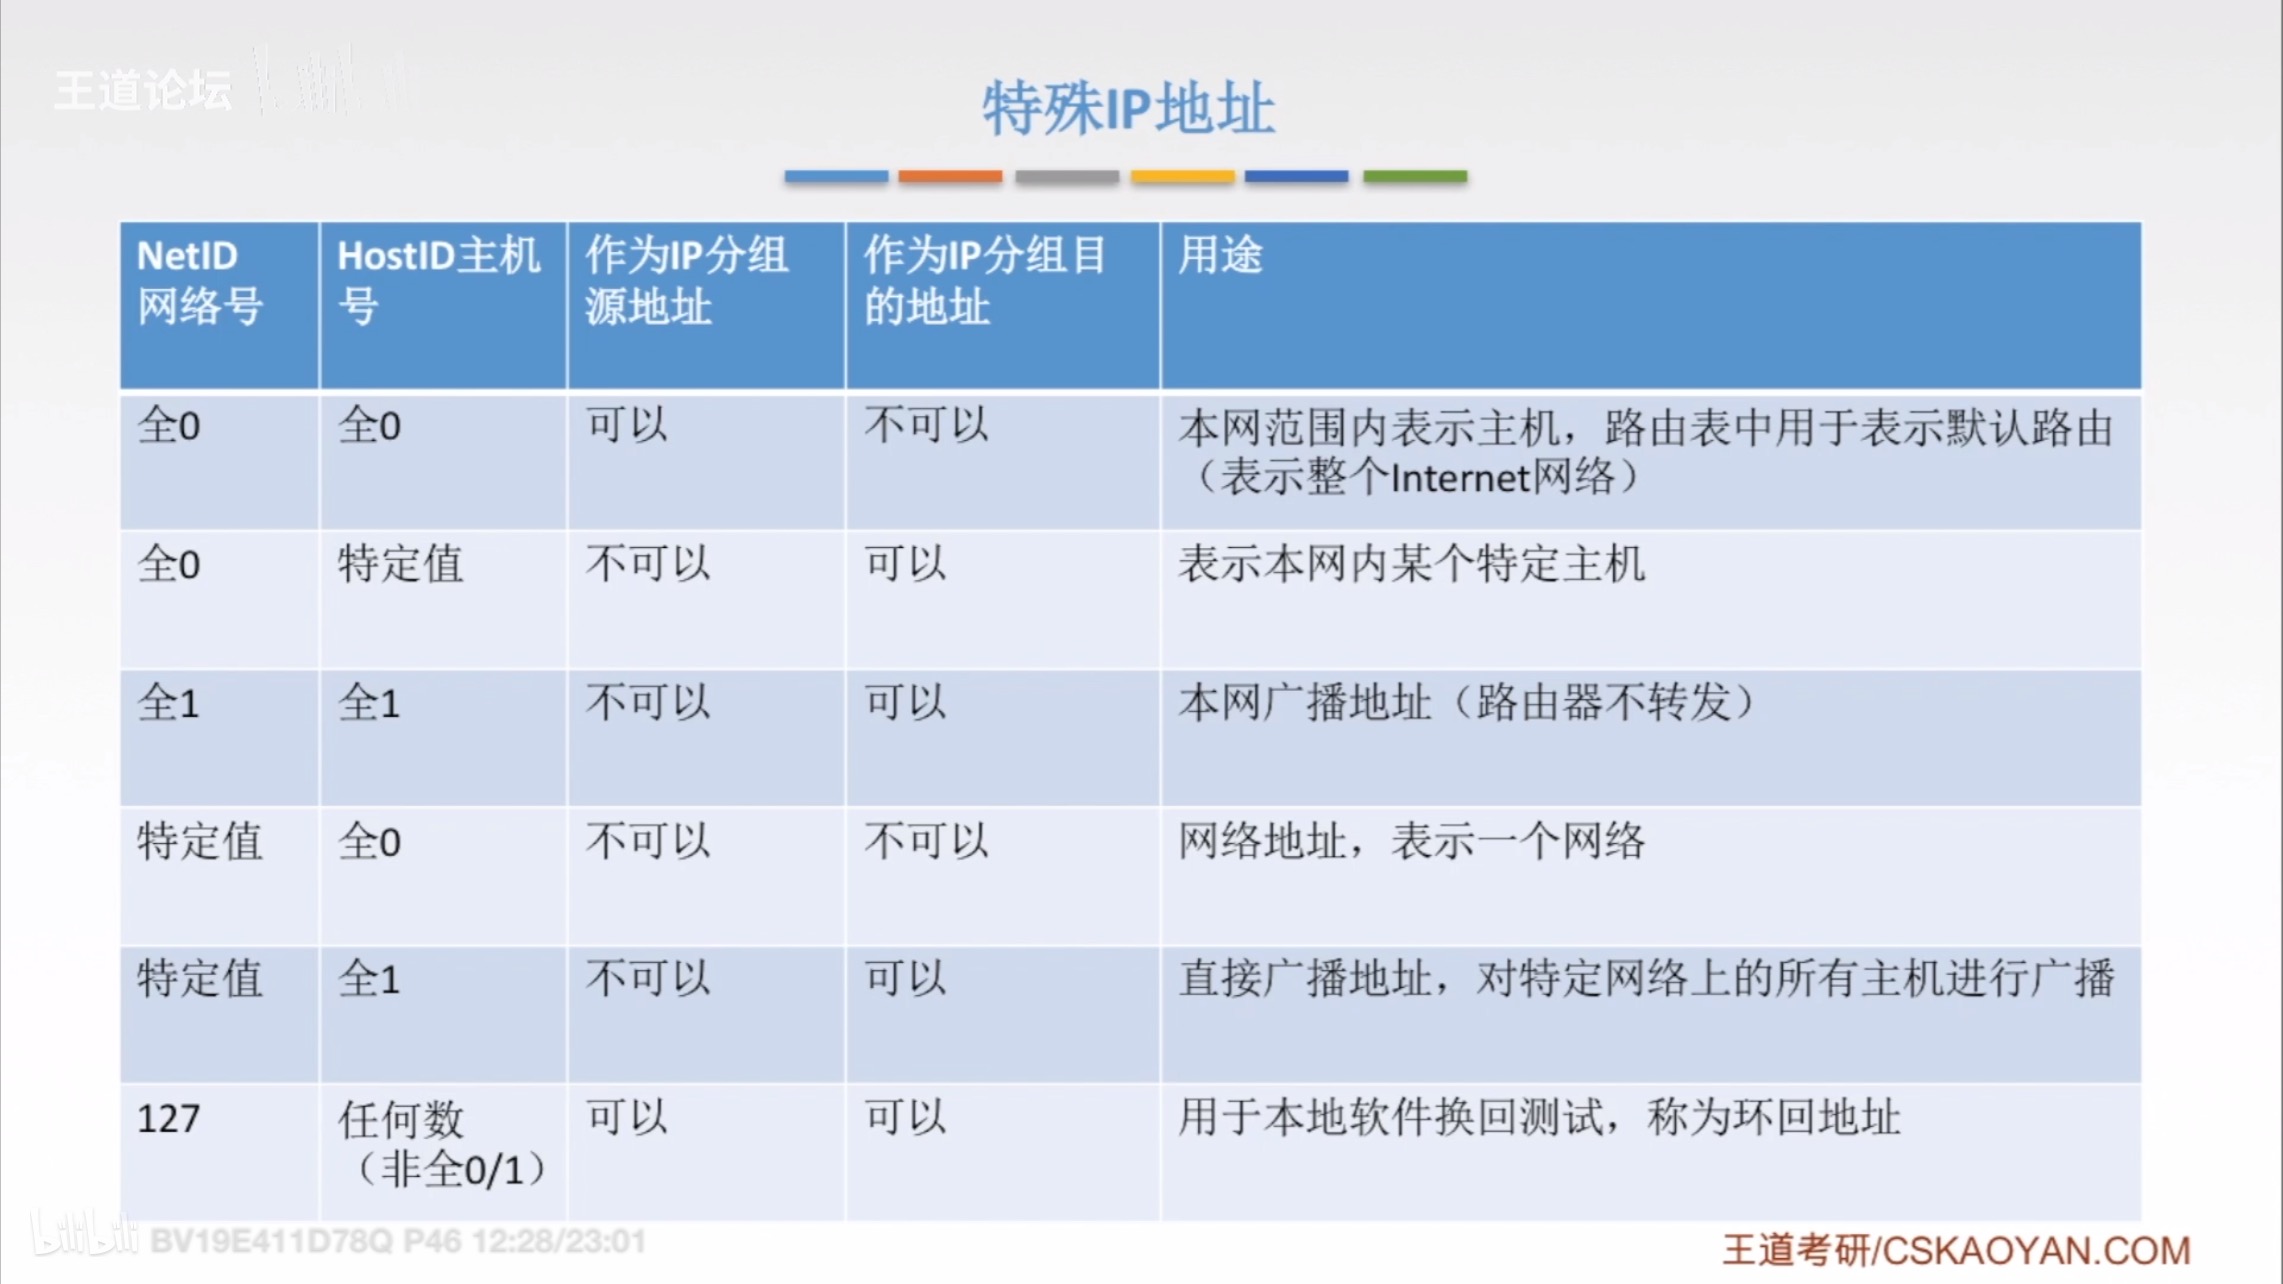 王道论坛
特殊IP地址
NetID
网络号
HostID主机
号
作为IP分组
源地址
作为IP分组目
的地址
用途
全0
全0
可以
不可以
本网范围内表示主机，路由表中用于表示默认路由
（表示整个Internet网络）
全0
特定值
不可以
可以
表示本网内某个特定主机
全1
全1
不可以
可以
本网广播地址（路由器不转发）
特定值
全0
不可以
不可以
网络地址，表示一个网络
特定值
全1
不可以
可以
直接广播地址，对特定网络上的所有主机进行广播
127
任何数
（非全0/1）
可以
可以
用于本地软件换回测试，称为环回地址
bilibili BV19E411D78Q P46 12:28/23:01
王道考研/CSKAOYAN.COM